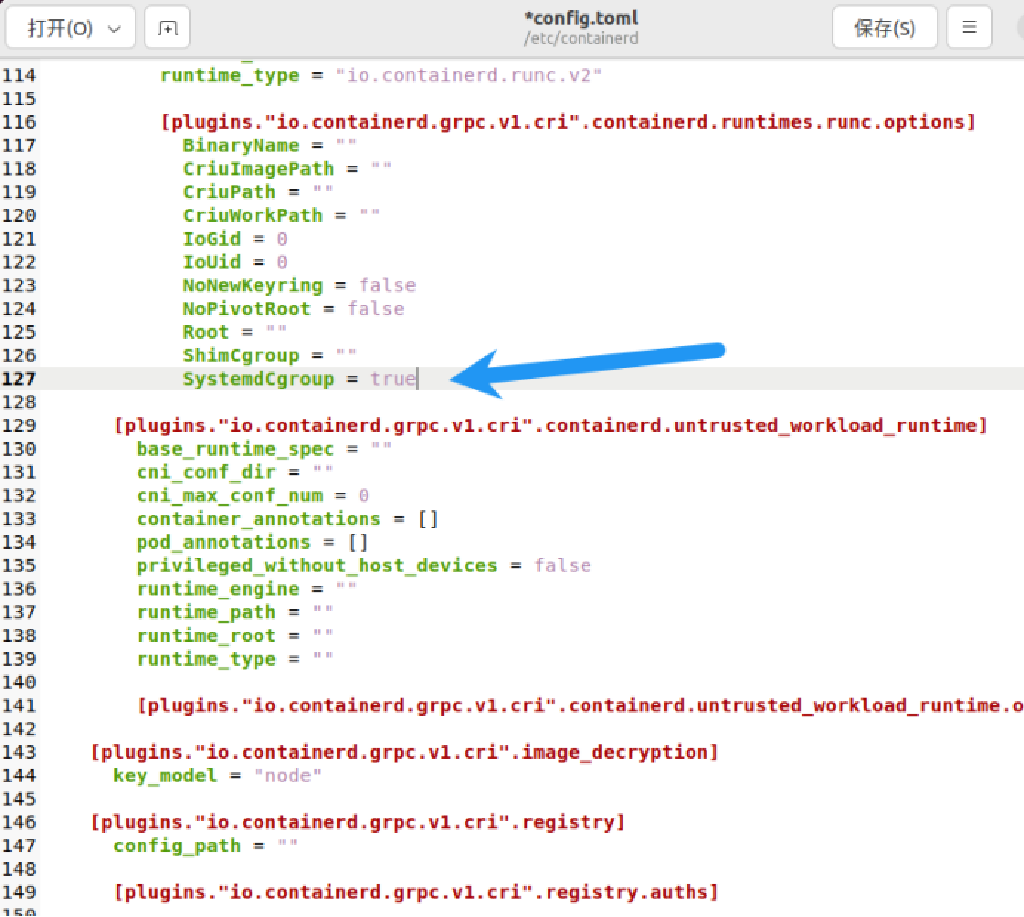 打开(O)
*config.toml
/etc/containerd
保存(S)
114 runtime_type = "io.containerd.runc.v2"
115
116 [plugins."io.containerd.grpc.v1.cri".containerd.runtimes.runc.options]
117 BinaryName = ""
118 CriuImagePath = ""
119 CriuPath = ""
120 CriuWorkPath = ""
121 IoGid = 0
122 IoUid = 0
123 NoNewKeyring = false
124 NoPivotRoot = false
125 Root = ""
126 ShimCgroup = ""
127 SystemdCgroup = true
128
129 [plugins."io.containerd.grpc.v1.cri".containerd.untrusted_workload_runtime]
130 base_runtime_spec = ""
131 cni_conf_dir = ""
132 cni_max_conf_num = 0
133 container_annotations = []
134 pod_annotations = []
135 privileged_without_host_devices = false
136 runtime_engine = ""
137 runtime_path = ""
138 runtime_root = ""
139 runtime_type = ""
140
141 [plugins."io.containerd.grpc.v1.cri".containerd.untrusted_workload_runtime.o
142
143 [plugins."io.containerd.grpc.v1.cri".image_decryption]
144 key_model = "node"
145
146 [plugins."io.containerd.grpc.v1.cri".registry]
147 config_path = ""
148
149 [plugins."io.containerd.grpc.v1.cri".registry.auths]
150